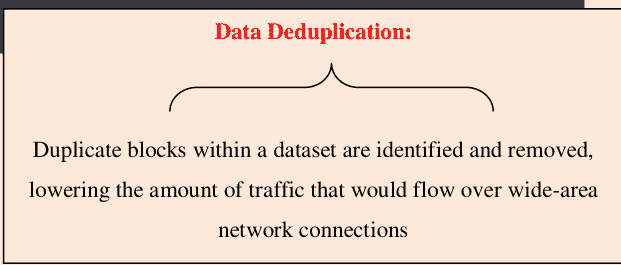 Data Deduplication:
Duplicate blocks within a dataset are identified and removed,
lowering the amount of traffic that would flow over wide-area
network connections